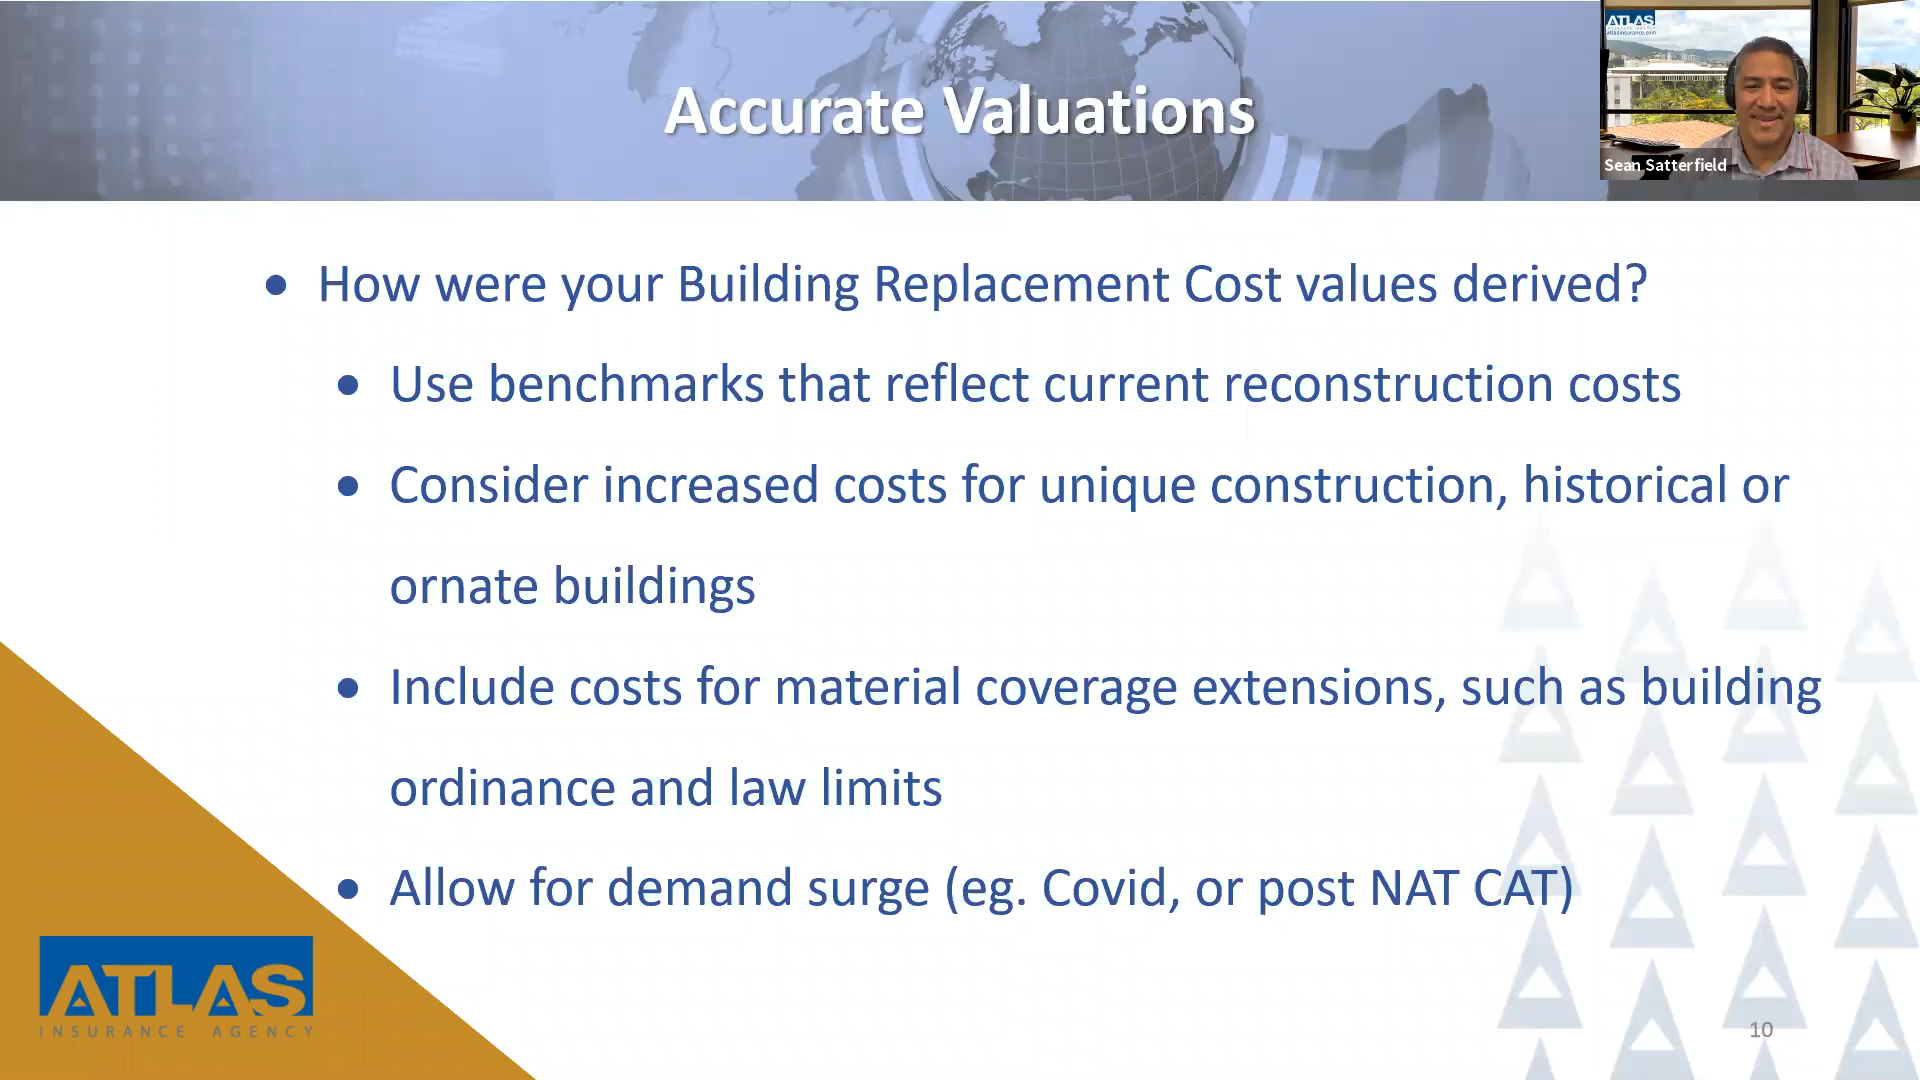 Accurate Valuations
ATLAS
atlasinsurance.com
Sean Satterfield
• How were your Building Replacement Cost values derived?
• Use benchmarks that reflect current reconstruction costs
• Consider increased costs for unique construction, historical or
ornate buildings
• Include costs for material coverage extensions, such as building
ordinance and law limits
• Allow for demand surge (eg. Covid, or post NAT CAT)
ATLAS
INSURANCE AGENCY
10